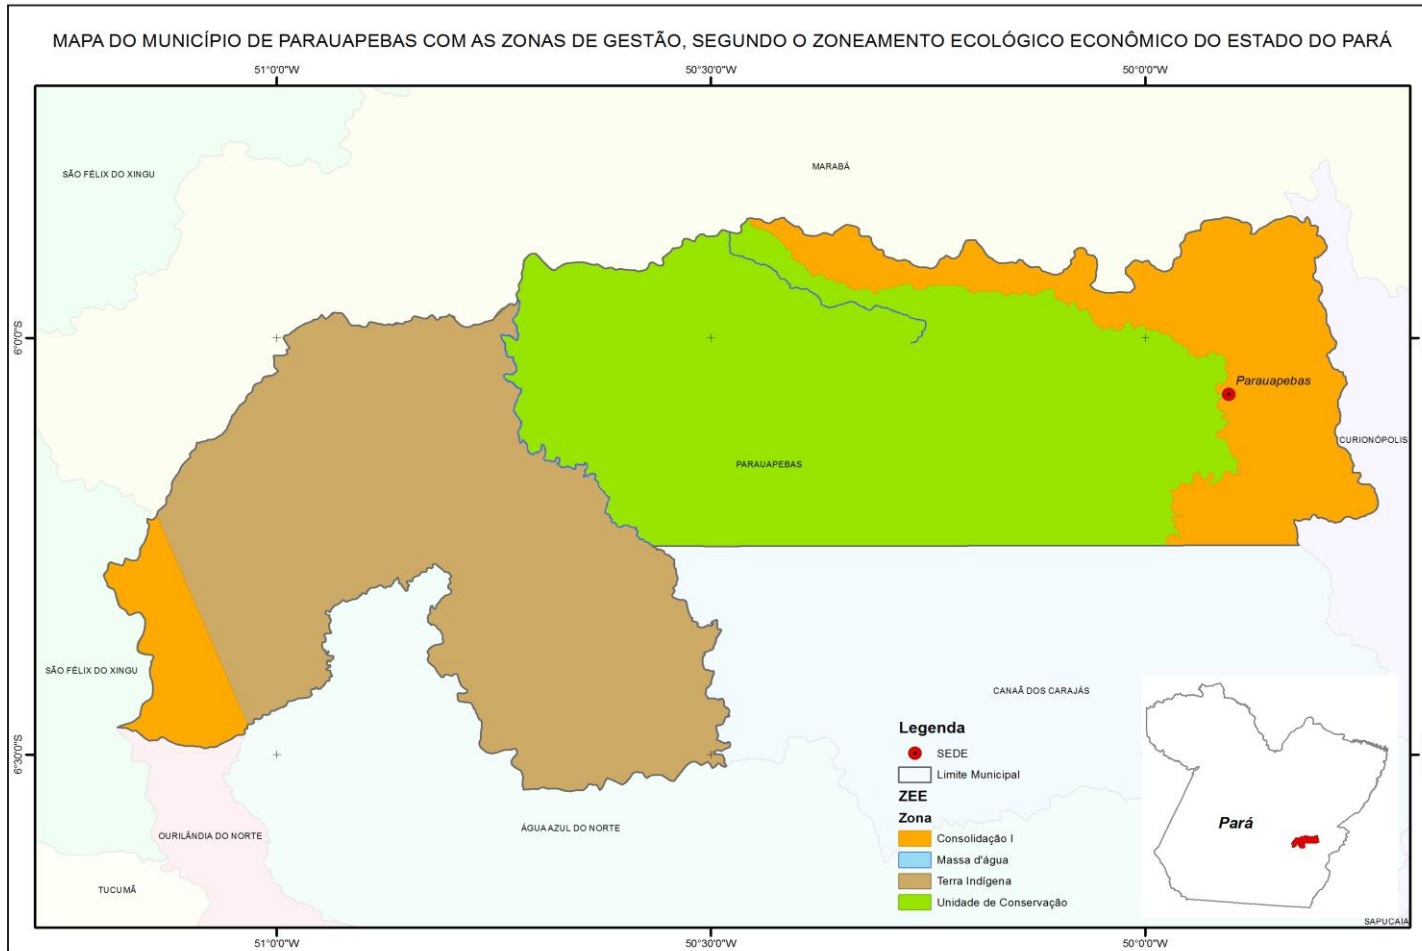 MAPA DO MUNICÍPIO DE PARAUAPEBAS COM AS ZONAS DE GESTÃO, SEGUNDO O ZONEAMENTO ECOLÓGICO ECONÔMICO DO ESTADO DO PARÁ
51°0'0"W
50°30'0"W
50°0'0"W
MARABÁ
SÃO FÉLIX DO XINGU
6°0'0"S
Parauapebas
CURIONÓPOLIS
PARAUAPEBAS
SÃO FÉLIX DO XINGU
CANAÃ DOS CARAJÁS
6°30'0"S
OURILÂNDIA DO NORTE
ÁGUA AZUL DO NORTE
TUCUMÃ
Legenda
SEDE
Limite Municipal
ZEE
Zona
Consolidação I
Massa d'água
Terra Indígena
Unidade de Conservação
Pará
SAPUCAIA
51°0'0"W
50°30'0"W
50°0'0"W